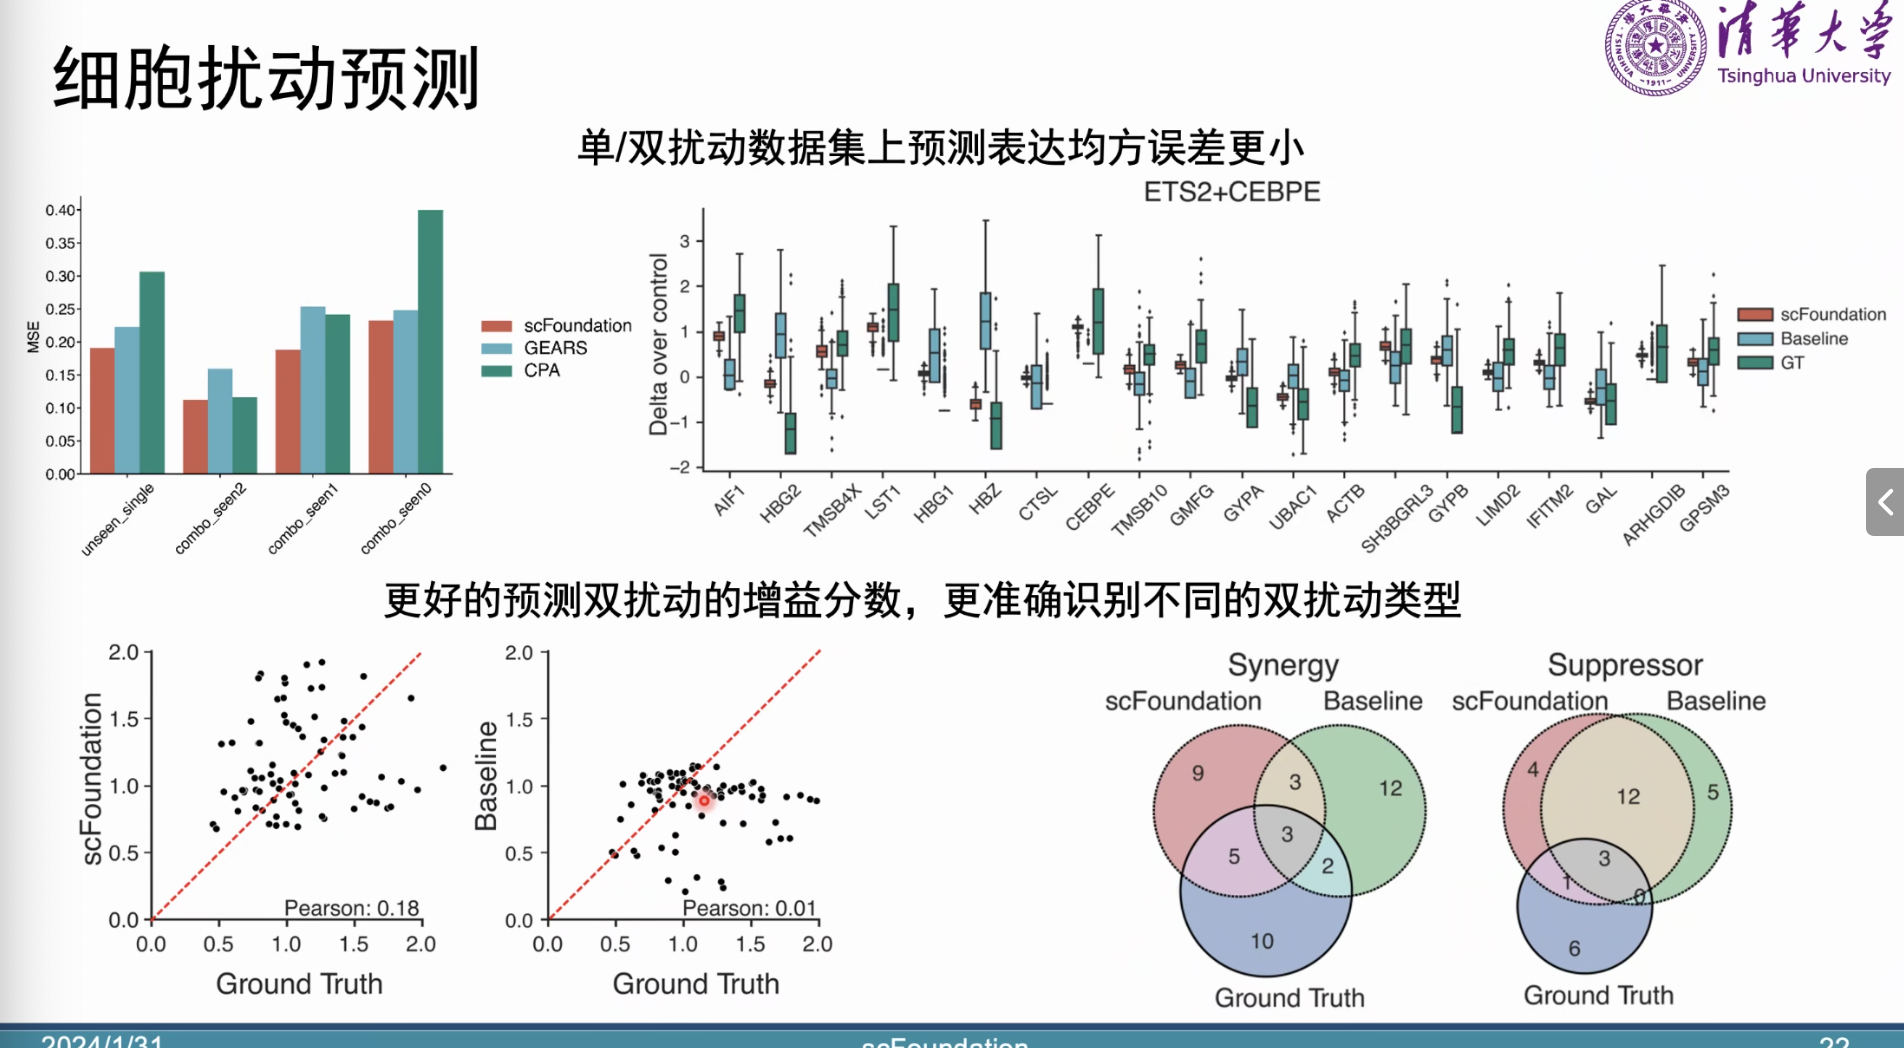 细胞扰动预测
清华大学
Tsinghua University
单/双扰动数据集上预测表达均方误差更小
MSE
0.40
0.35
0.30
0.25
0.20
0.15
0.10
0.05
0.00
unseen_single
combo_seen2
combo_seen1
combo_seen0
scFoundation
GEARS
CPA
ETS2+CEBPE
Delta over control
3
2
1
0
−1
−2
AIF1
HBG2
TMSB4X
LST1
HBG1
HBZ
CTSL
CEBPE
TMSB10
GMFG
GYPA
UBAC1
ACTB
SH3BGRL3
GYPB
LIMD2
IFITM2
GAL
ARHGDIB
GPSM3
scFoundation
Baseline
GT
更好的预测双扰动的增益分数，更准确识别不同的双扰动类型
scFoundation
2.0
1.5
1.0
0.5
0.0
Pearson: 0.18
0.0 0.5 1.0 1.5 2.0
Ground Truth
Baseline
2.0
1.5
1.0
0.5
0.0
Pearson: 0.01
0.0 0.5 1.0 1.5 2.0
Ground Truth
Synergy
scFoundation Baseline
9
3
12
3
5
2
10
Ground Truth
Suppressor
scFoundation Baseline
4
12
5
3
1
0
6
Ground Truth
2024/1/31
scFoundation
22